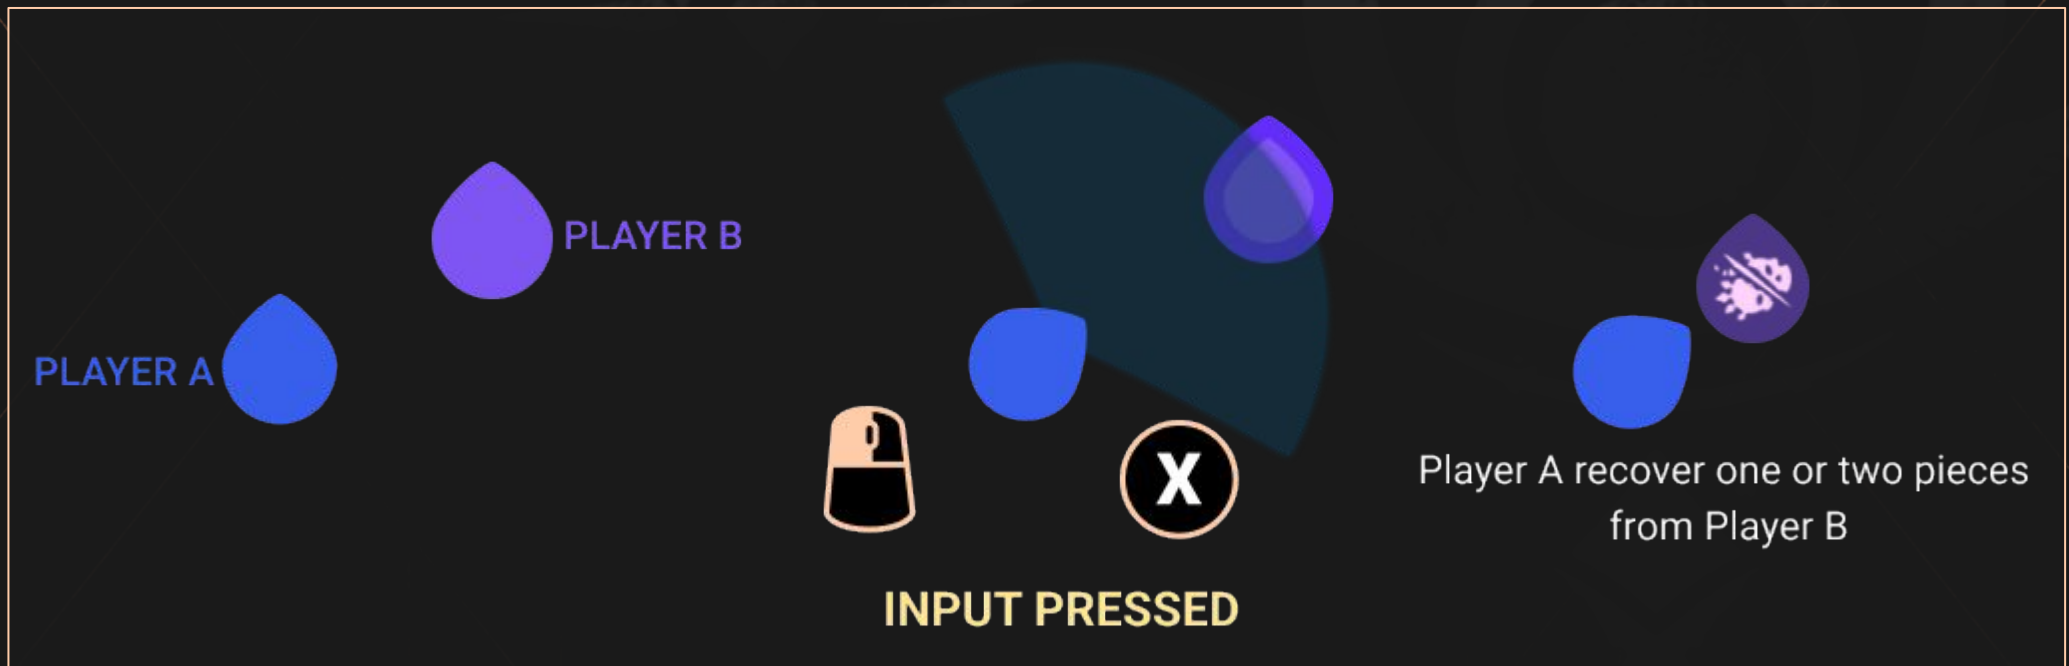 PLAYER A
PLAYER B
X
INPUT PRESSED
Player A recover one or two pieces
from Player B